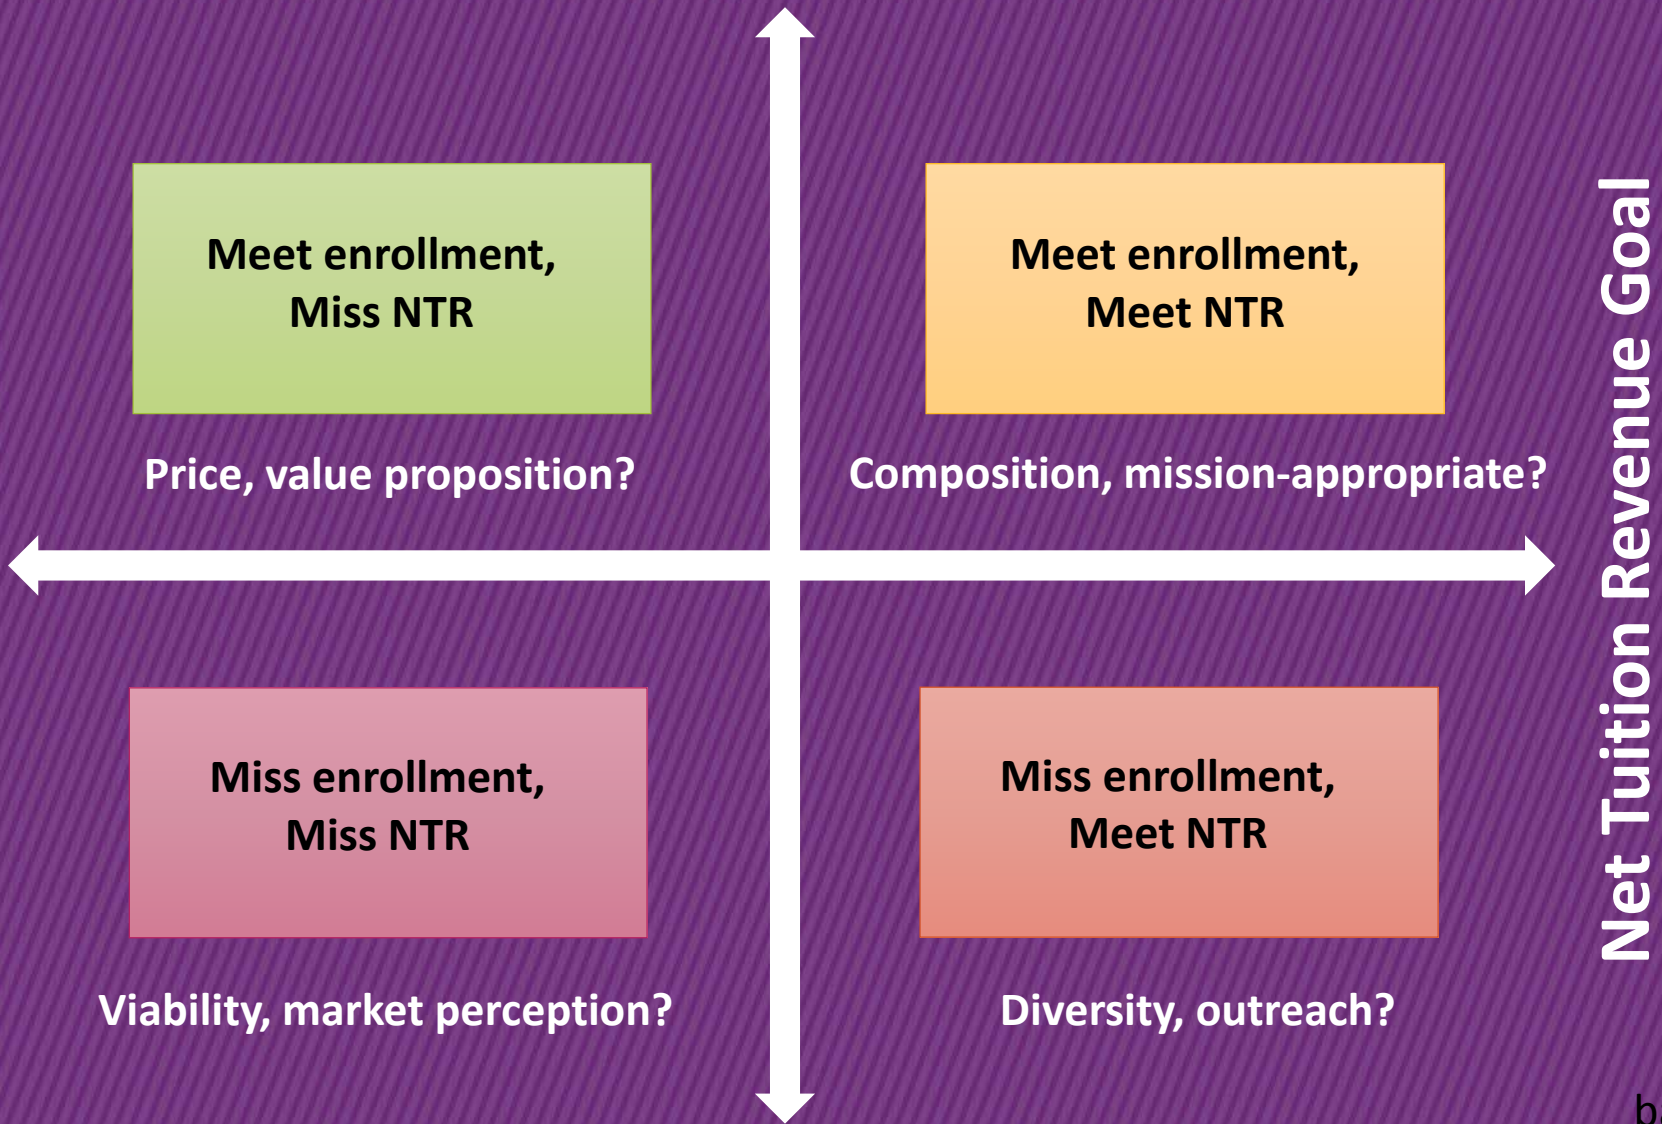 Meet enrollment,
Miss NTR
Meet enrollment,
Meet NTR
Price, value proposition?
Composition, mission-appropriate?
Miss enrollment,
Miss NTR
Miss enrollment,
Meet NTR
Viability, market perception?
Diversity, outreach?
Net Tuition Revenue Goal